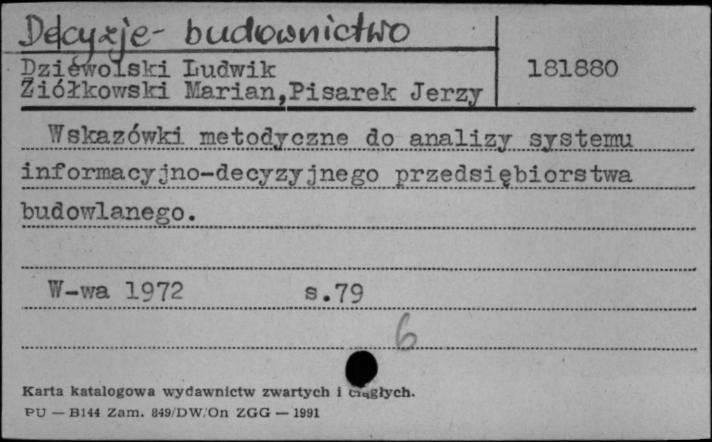 Decyzje - budownictwo
Dziewolski Ludwik
181880
Ziółkowski Marian,Pisarek Jerzy
Wskazówki metodyczne do analizy systemu
informacyjno-decyzyjnego przedsiębiorstwa
budowlanego.
W-wa 1972 s.79
6
Karta katalogowa wydawnictw zwartych i ciągłych.
PU — B144 Zam. 849/DW/On ZGG — 1991